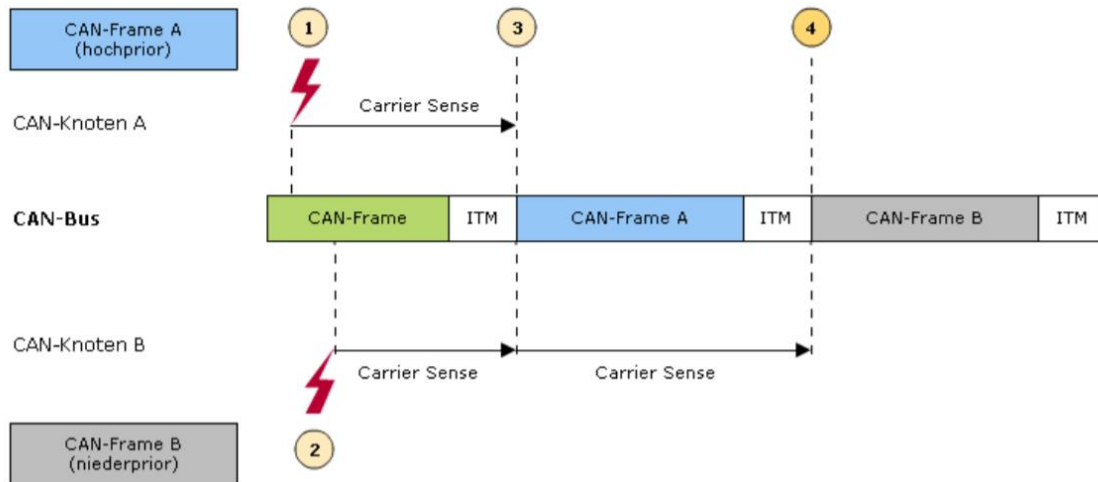 CAN-Frame A
(hochprior)
1
3
4
Carrier Sense
CAN-Knoten A
CAN-Bus
CAN-Frame
ITM
CAN-Frame A
ITM
CAN-Frame B
ITM
CAN-Knoten B
Carrier Sense
Carrier Sense
CAN-Frame B
(niederprior)
2